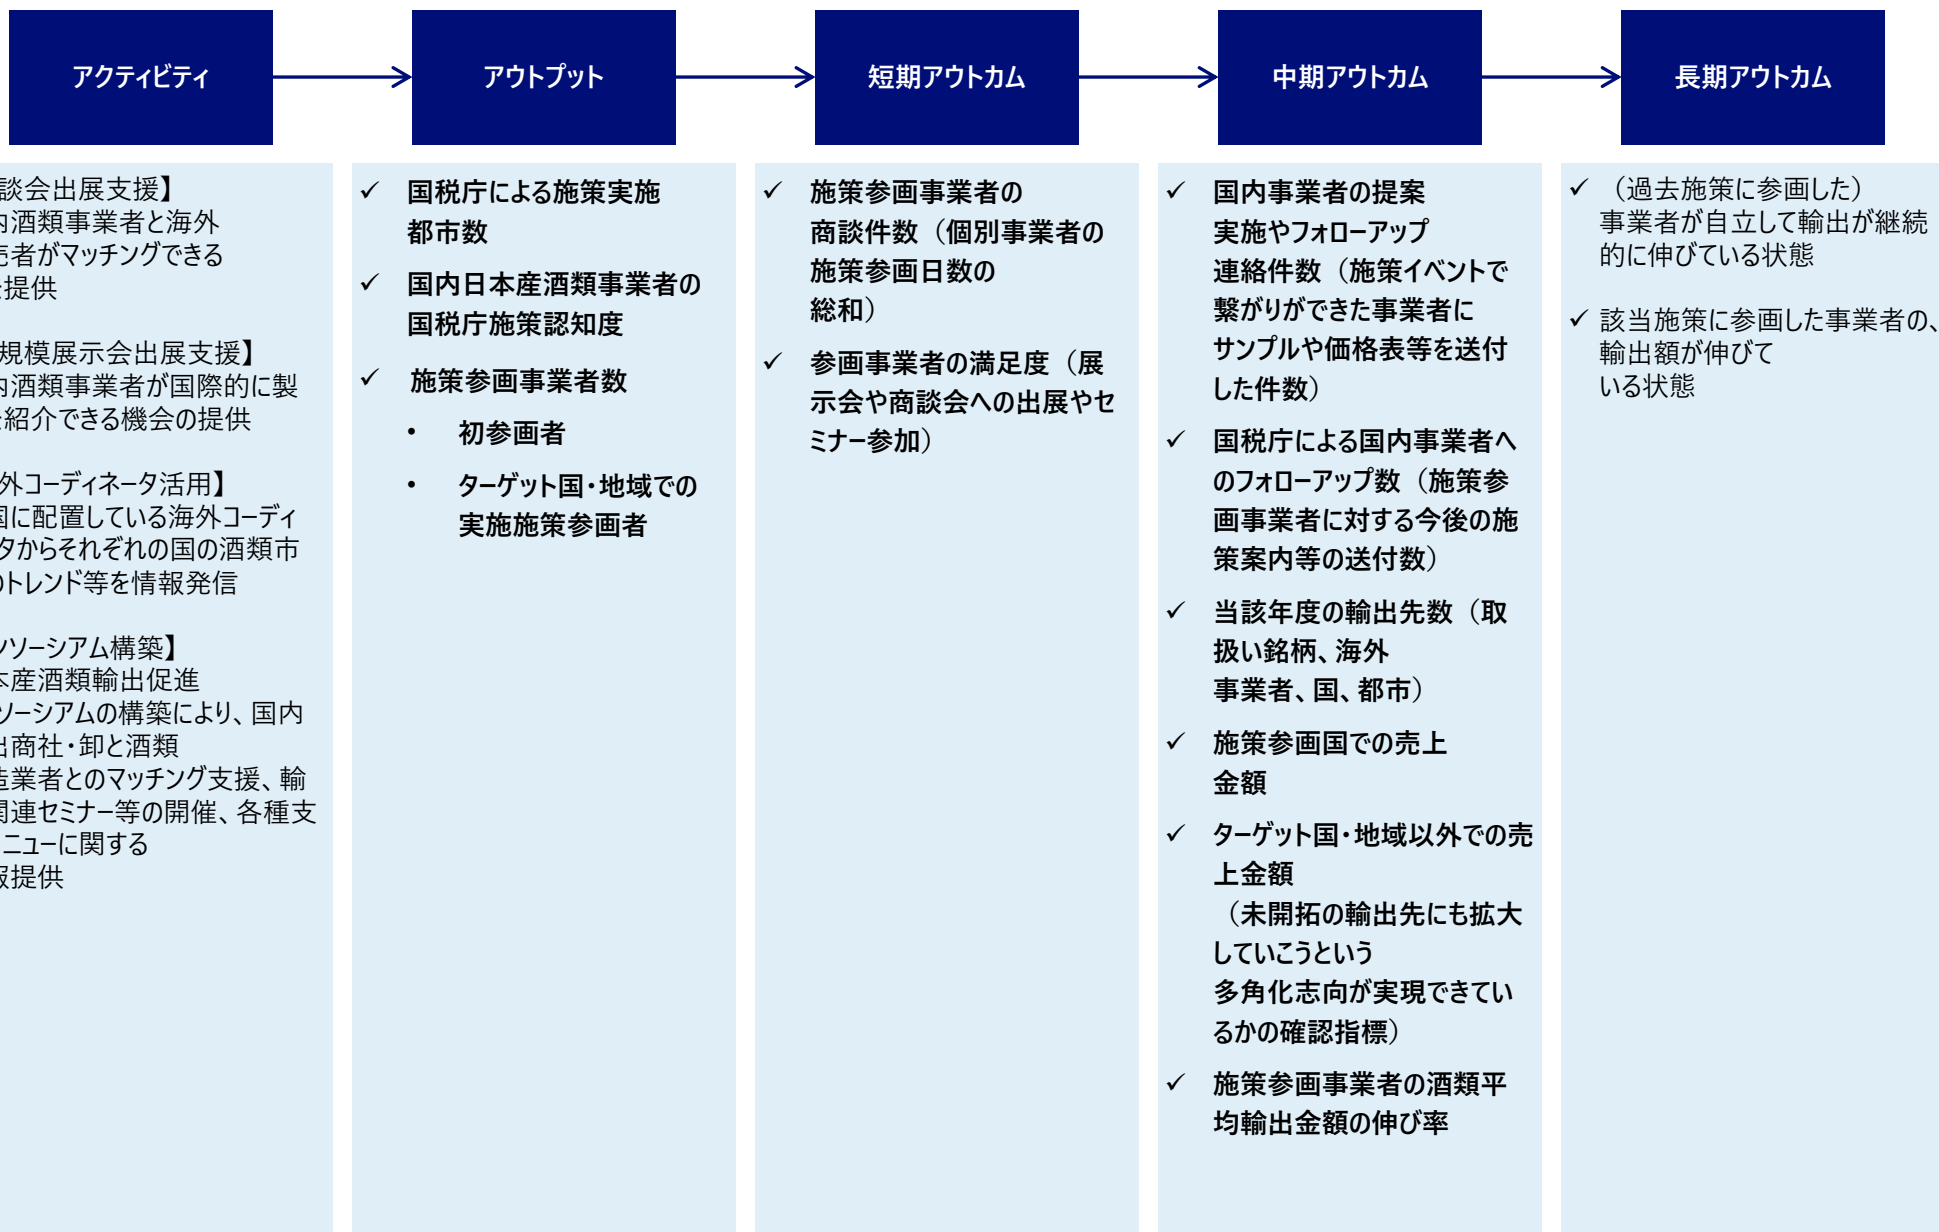 アクティビティ
アウトプット
短期アウトカム
中期アウトカム
長期アウトカム
談会出展支援】
内酒類事業者と海外
売者がマッチングできる
を提供
規模展示会出展支援】
内酒類事業者が国際的に製
を紹介できる機会の提供
外コーディネータ活用】
国に配置している海外コーディ
タからそれぞれの国の酒類市
のトレンド等を情報発信
ンソーシアム構築】
本産酒類輸出促進
ソーシアムの構築により、国内
出商社・卸と酒類
造業者とのマッチング支援、輸
関連セミナー等の開催、各種支
ニューに関する
報提供
✓ 国税庁による施策実施
都市数
✓ 国内日本産酒類事業者の
国税庁施策認知度
✓ 施策参画事業者数
• 初参画者
• ターゲット国・地域での
実施施策参画者
✓ 施策参画事業者の
商談件数（個別事業者の
施策参画日数の
総和）
✓ 参画事業者の満足度（展
示会や商談会への出展やセ
ミナー参加）
✓ 国内事業者の提案
実施やフォローアップ
連絡件数（施策イベントで
繋がりができた事業者に
サンプルや価格表等を送付
した件数）
✓ 国税庁による国内事業者へ
のフォローアップ数（施策参
画事業者に対する今後の施
策案内等の送付数）
✓ 当該年度の輸出先数（取
扱い銘柄、海外
事業者、国、都市）
✓ 施策参画国での売上
金額
✓ ターゲット国・地域以外での売
上金額
（未開拓の輸出先にも拡大
していこうという
多角化志向が実現できてい
るかの確認指標）
✓ 施策参画事業者の酒類平
均輸出金額の伸び率
✓ （過去施策に参画した）
事業者が自立して輸出が継続
的に伸びている状態
✓ 該当施策に参画した事業者の、
輸出額が伸びて
いる状態